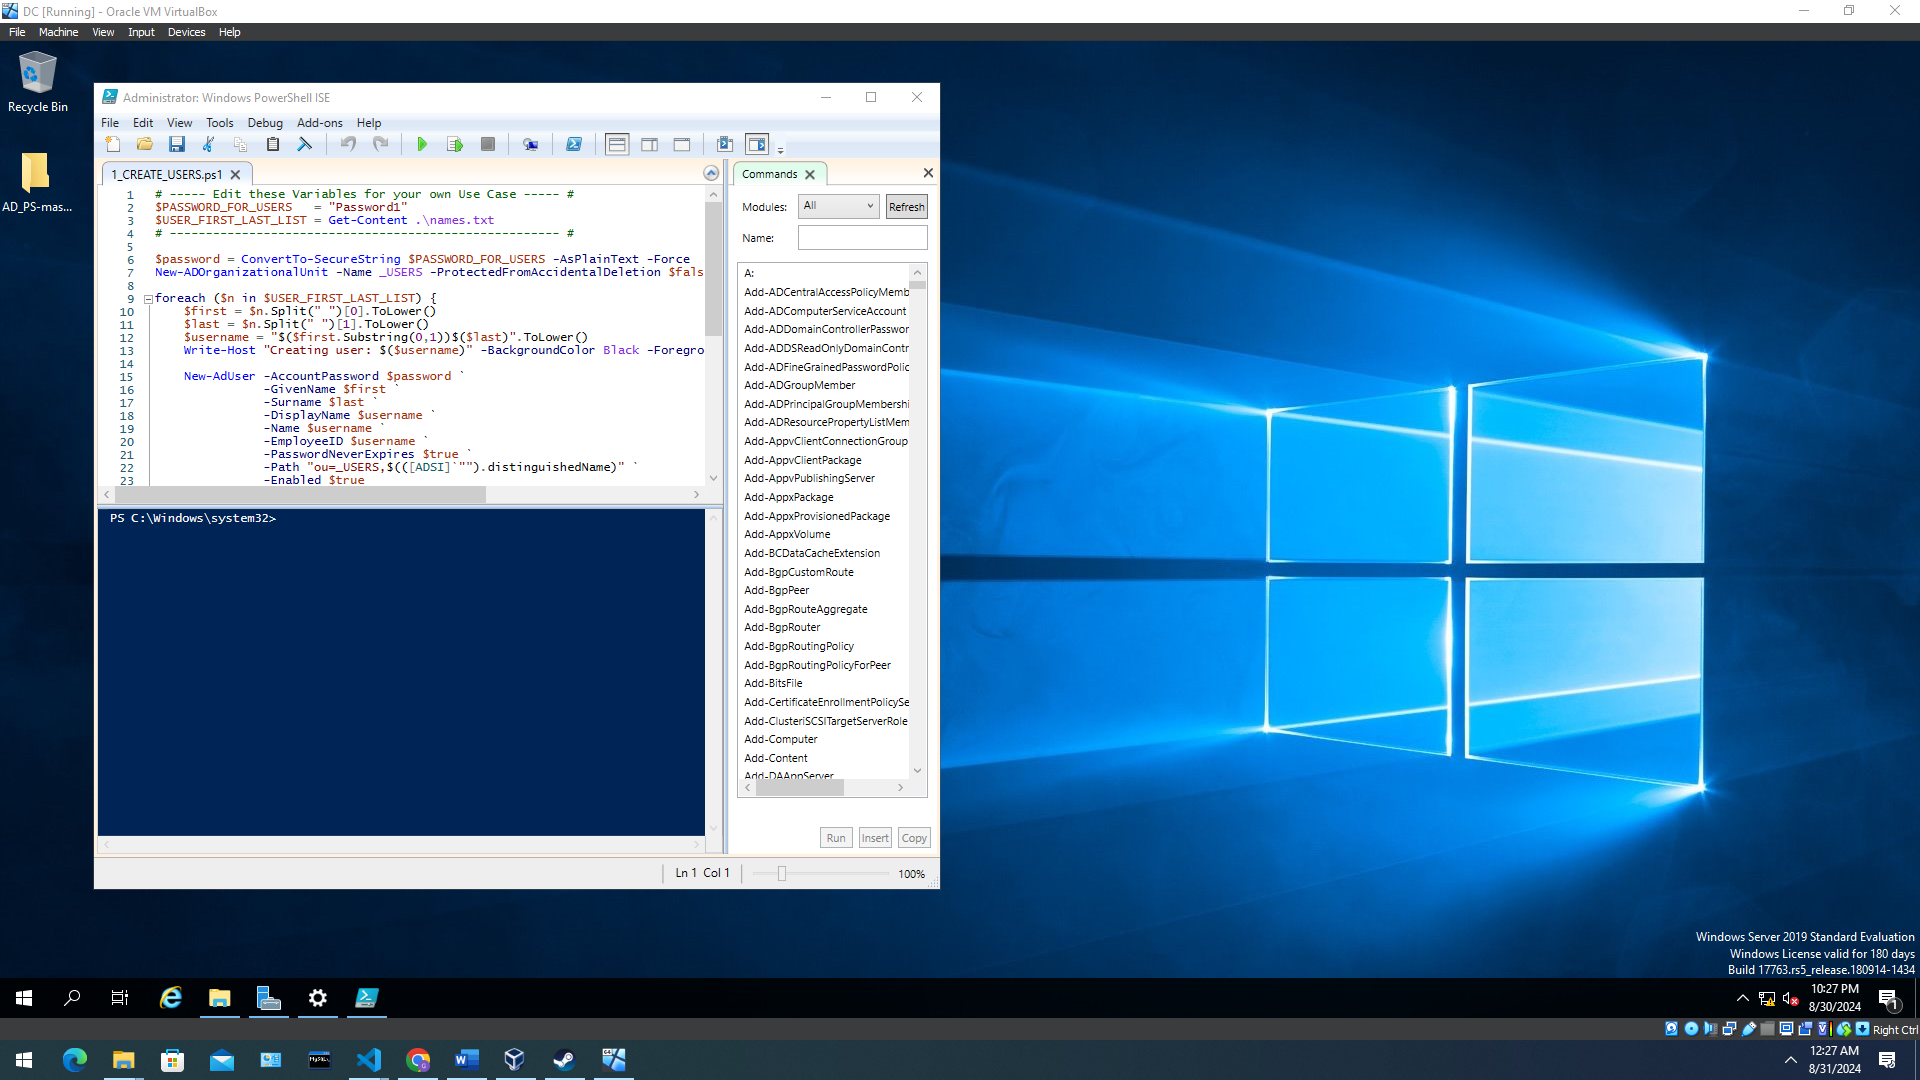 DC [Running] - Oracle VM VirtualBox
File Machine View Input Devices Help
Recycle Bin
AD_PS-mas...
Administrator: Windows PowerShell ISE
File Edit View Tools Debug Add-ons Help
1_CREATE_USERS.ps1
1 # ----- Edit these Variables for your own Use Case ----- #
2 $PASSWORD_FOR_USERS   = "Password1"
3 $USER_FIRST_LAST_LIST = Get-Content .\names.txt
4 # ------------------------------------------------------ #
5
6 $password = ConvertTo-SecureString $PASSWORD_FOR_USERS -AsPlainText -Force
7 New-ADOrganizationalUnit -Name _USERS -ProtectedFromAccidentalDeletion $fals
8
9 foreach ($n in $USER_FIRST_LAST_LIST) {
10 $first = $n.Split(" ")[0].ToLower()
11 $last = $n.Split(" ")[1].ToLower()
12 $username = "$($first.Substring(0,1))$($last)".ToLower()
13 Write-Host "Creating user: $($username)" -BackgroundColor Black -Foregro
14
15 New-AdUser -AccountPassword $password `
16 -GivenName $first `
17 -Surname $last `
18 -DisplayName $username `
19 -Name $username `
20 -EmployeeID $username `
21 -PasswordNeverExpires $true `
22 -Path "ou=_USERS,$(([ADSI]`"").distinguishedName)" `
23 -Enabled $true
PS C:\Windows\system32>
Commands
Modules: All Refresh
Name:
A:
Add-ADCentralAccessPolicyMemb
Add-ADComputerServiceAccount
Add-ADDomainControllerPasswor
Add-ADDSReadOnlyDomainContr
Add-ADFineGrainedPasswordPolic
Add-ADGroupMember
Add-ADPrincipalGroupMembershi
Add-ADResourcePropertyListMem
Add-AppvClientConnectionGroup
Add-AppvClientPackage
Add-AppvPublishingServer
Add-AppxPackage
Add-AppxProvisionedPackage
Add-AppxVolume
Add-BCDataCacheExtension
Add-BgpCustomRoute
Add-BgpPeer
Add-BgpRouteAggregate
Add-BgpRouter
Add-BgpRoutingPolicy
Add-BgpRoutingPolicyForPeer
Add-BitsFile
Add-CertificateEnrollmentPolicySe
Add-ClusteriSCSITargetServerRole
Add-Computer
Add-Content
Add-DAAppServer
Run Insert Copy
Ln 1 Col 1 100%
Windows Server 2019 Standard Evaluation
Windows License valid for 180 days
Build 17763.rs5_release.180914-1434
10:27 PM
8/30/2024
1
Right Ctrl
12:27 AM
8/31/2024